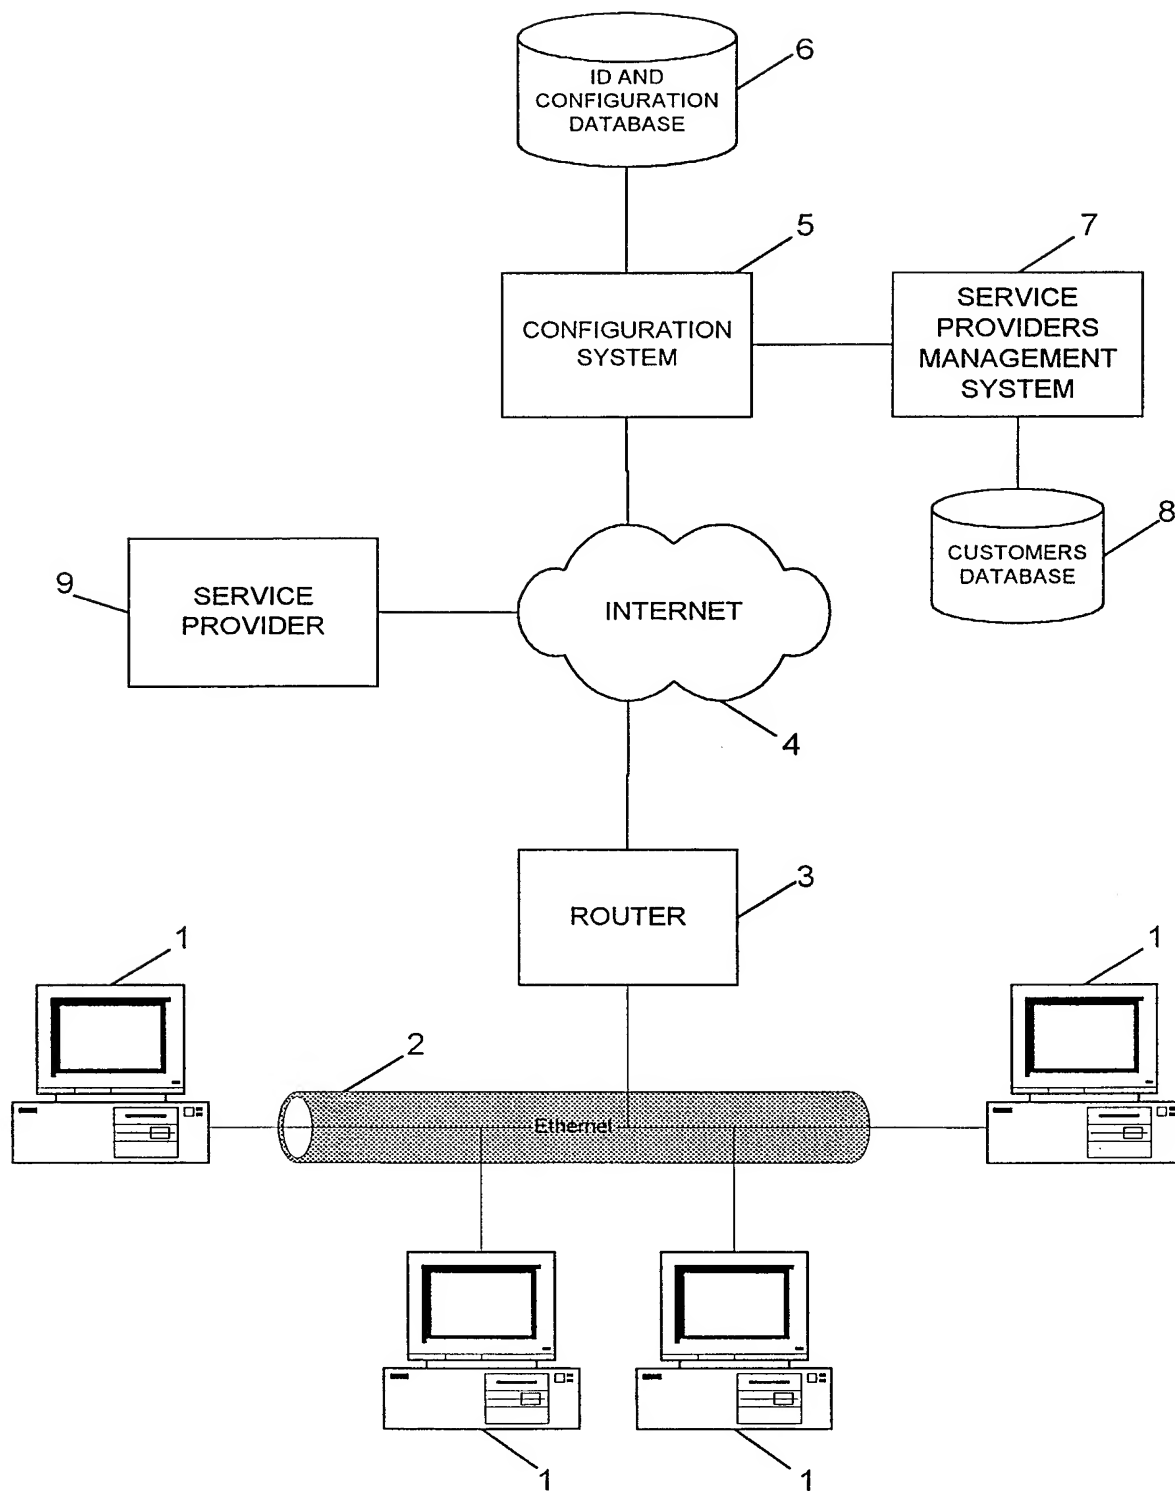 6
ID AND
CONFIGURATION
DATABASE
5
7
CONFIGURATION
SYSTEM
SERVICE
PROVIDERS
MANAGEMENT
SYSTEM
8
CUSTOMERS
DATABASE
9
SERVICE
PROVIDER
INTERNET
4
3
ROUTER
1
1
2
Ethernet
1
1